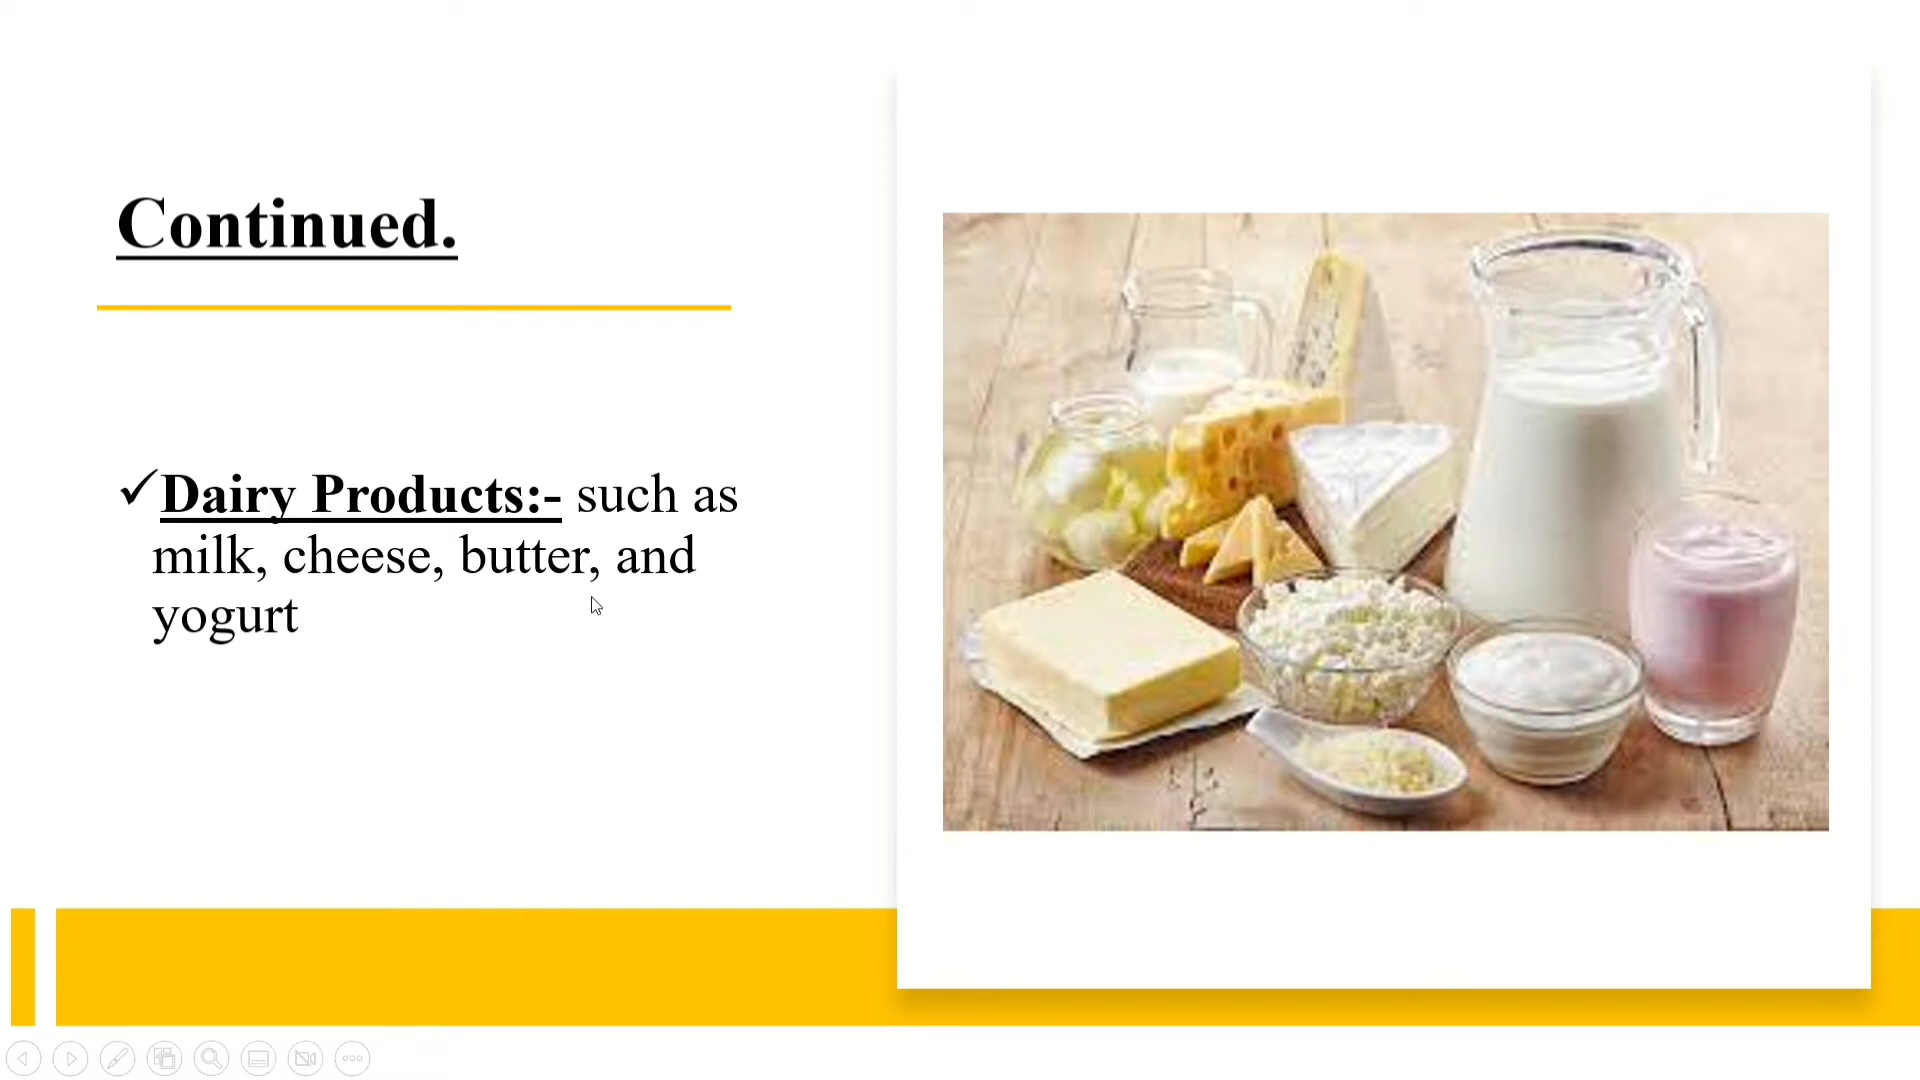 Continued.
✓Dairy Products:- such as
milk, cheese, butter, and
yogurt